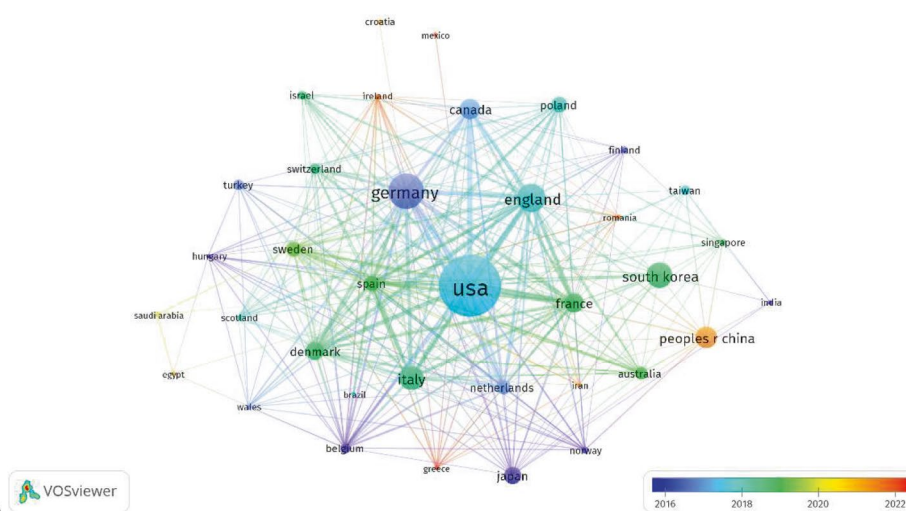 croatia
mexico
israel
ireland
canada
poland
finland
switzerland
turkey
germany
england
taiwan
romania
singapore
sweden
hungary
spain
usa
south korea
france
india
saudi arabia
scotland
peoples r china
denmark
egypt
italy
netherlands
iran
australia
brazil
wales
belgium
norway
greece
japan
VOSviewer
2016
2018
2020
2022